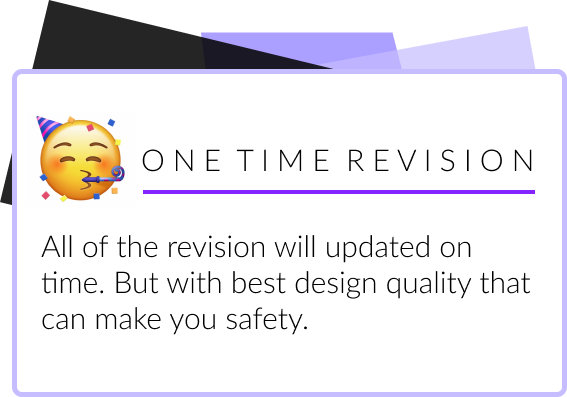 ONE TIME REVISION
All of the revision will updated on
time. But with best design quality that
can make you safety.